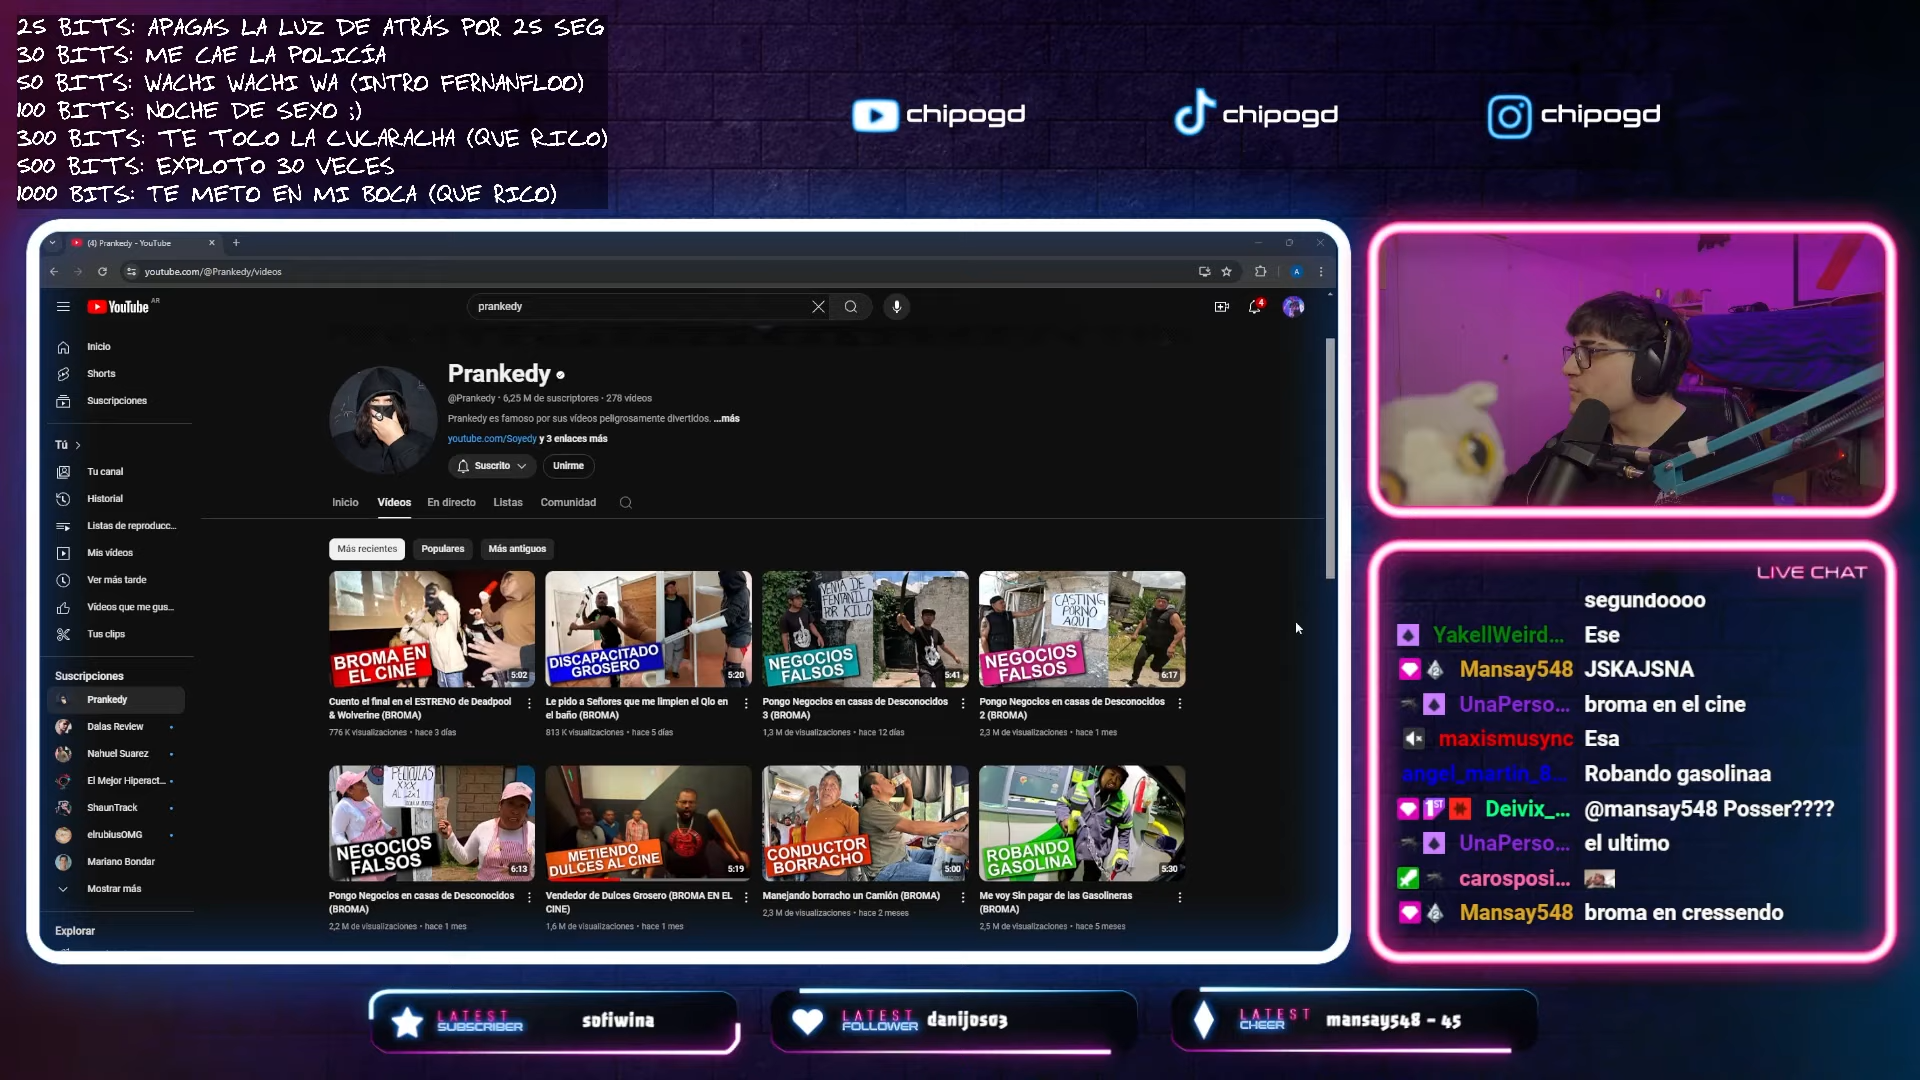 25 BITS: APAGAS LA LUZ DE ATRÁS POR 25 SEG
30 BITS: ME CAE LA POLICÍA
50 BITS: WACHI WACHI WA (INTRO FERNANFLOO)
100 BITS: NOCHE DE SEXO ;)
300 BITS: TE TOCO LA CUCARACHA (QUE RICO)
500 BITS: EXPLOTO 30 VECES
1000 BITS: TE METO EN MI BOCA (QUE RICO)
chipogd
chipogd
chipogd
(4) Prankedy - YouTube
youtube.com/@Prankedy/videos
A
YouTube AR
prankedy
4
Inicio
Shorts
Suscripciones
Tú
Tu canal
Historial
Listas de reproducc...
Mis vídeos
Ver más tarde
Vídeos que me gus...
Tus clips
Suscripciones
Prankedy
Dalas Review
Nahuel Suarez
El Mejor Hiperact...
ShaunTrack
elrubiusOMG
Mariano Bondar
Mostrar más
Explorar
Prankedy
@Prankedy • 6,25 M de suscriptores • 278 vídeos
Prankedy es famoso por sus vídeos peligrosamente divertidos. ...más
youtube.com/Soyedy y 3 enlaces más
Suscrito
Unirme
Inicio
Vídeos
En directo
Listas
Comunidad
Más recientes
Populares
Más antiguos
BROMA EN EL CINE
5:02
Cuento el final en el ESTRENO de Deadpool & Wolverine (BROMA)
776 K visualizaciones • hace 3 días
DISCAPACITADO GROSERO
5:20
Le pido a Señores que me limpien el Qlo en el baño (BROMA)
813 K visualizaciones • hace 5 días
VENTA DE FENTANILO POR KILO
NEGOCIOS FALSOS
5:41
Pongo Negocios en casas de Desconocidos 3 (BROMA)
1,3 M de visualizaciones • hace 12 días
CASTING PORNO AQUI
NEGOCIOS FALSOS
6:17
Pongo Negocios en casas de Desconocidos 2 (BROMA)
2,3 M de visualizaciones • hace 1 mes
PELICULAS XXX AL 2x1
NEGOCIOS FALSOS
6:13
Pongo Negocios en casas de Desconocidos (BROMA)
2,2 M de visualizaciones • hace 1 mes
METIENDO DULCES AL CINE
5:19
Vendedor de Dulces Grosero (BROMA EN EL CINE)
1,6 M de visualizaciones • hace 1 mes
CONDUCTOR BORRACHO
5:00
Manejando borracho un Camión (BROMA)
2,3 M de visualizaciones • hace 2 meses
ROBANDO GASOLINA
5:30
Me voy Sin pagar de las Gasolineras (BROMA)
2,5 M de visualizaciones • hace 5 meses
LIVE CHAT
segundoooo
YakellWeird... Ese
Mansay548 JSKAJSNA
UnaPerso... broma en el cine
maxismusync Esa
angel_martin_8... Robando gasolinaa
1ST Deivix_... @mansay548 Posser????
UnaPerso... el ultimo
carosposi...
Mansay548 broma en cressendo
LATEST SUBSCRIBER sofiwina
LATEST FOLLOWER danijoso3
LATEST CHEER mansay548 - 45